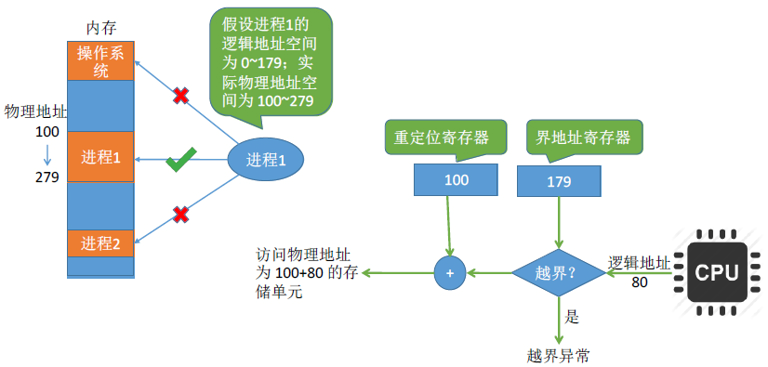 内存
操作系
统
物理地址
100
279
进程1
进程2
假设进程1的
逻辑地址空间
为 0~179；实
际物理地址空
间为 100~279
进程1
重定位寄存器
界地址寄存器
100
179
访问物理地址
为 100+80 的存
储单元
+
越界？
逻辑地址
80
CPU
是
越界异常